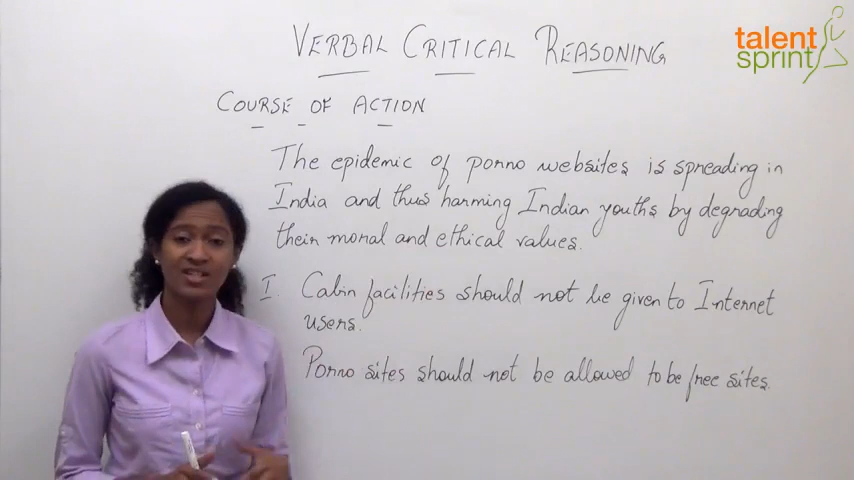 VERBAL CRITICAL REASONING
talent
sprint
COURSE OF ACTION
The epidemic of porno websites is spreading in
India and thus harming Indian youths by degrading
their moral and ethical values.
I. Cabin facilities should not be given to Internet
users.
Porno sites should not be allowed to be free sites.